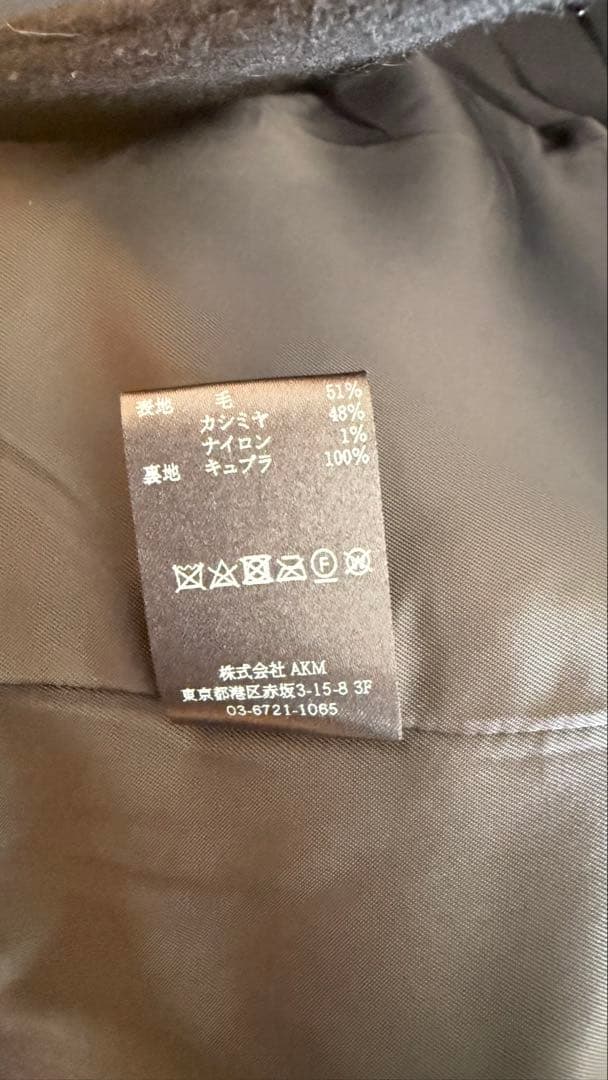 表地 毛 51%
カシミヤ 48%
ナイロン 1%
裏地 キュプラ 100%
F W
株式会社 AKM
東京都港区赤坂3-15-8 3F
03-6721-1065